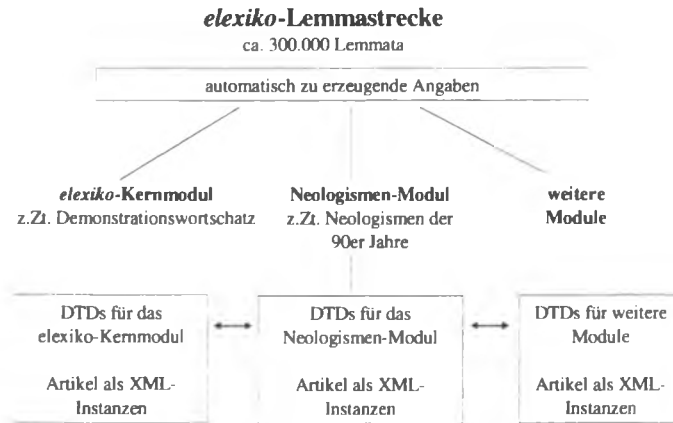 elexiko-Lemmastrecke
ca. 300.000 Lemmata
automatisch zu erzeugende Angaben
elexiko-Kernmodul
z.Zt. Demonstrationswortschatz
Neologismen-Modul
z.Zt. Neologismen der
90er Jahre
weitere
Module
DTDs für das
elexiko-Kernmodul
Artikel als XML-
Instanzen
DTDs für das
Neologismen-Modul
Artikel als XML-
Instanzen
DTDs für weitere
Module
Artikel als XML-
Instanzen